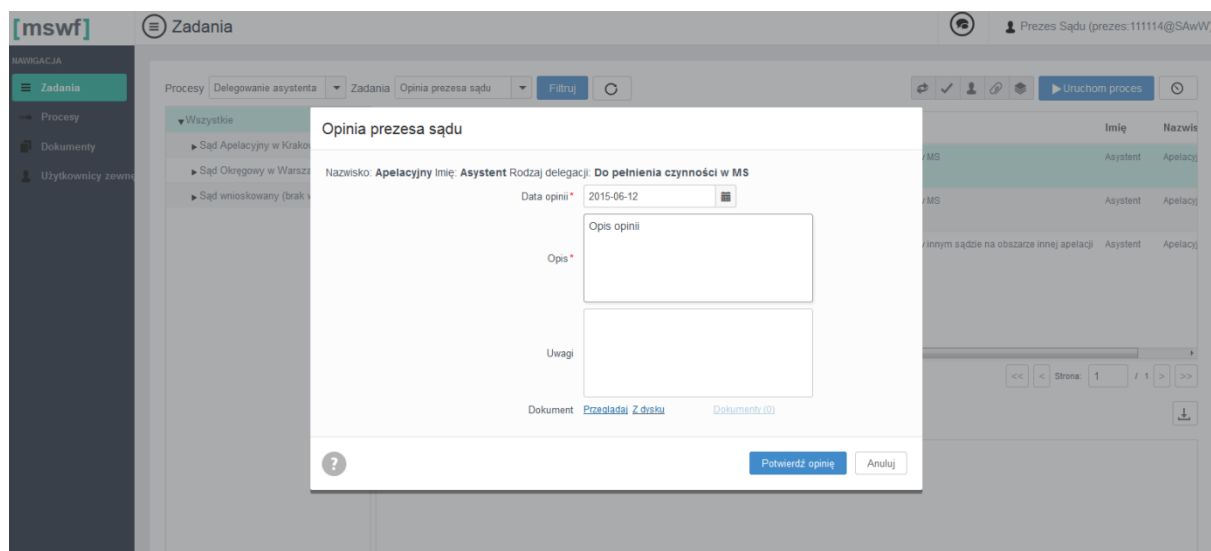 [mswf]
Zadania
Prezes Sądu (prezes:111114@SAwW)
NAWIGACJA
Zadania
Procesy
Dokumenty
Użytkownicy zewnę
Procesy Delegowanie asystenta Zadania Opinia prezesa sądu Filtruj Uruchom proces
Wszystkie
Sąd Apelacyjny w Krako
Sąd Okręgowy w Warsza
Sąd wnioskowany (brak w
Imię Nazwis
MS Asystent Apelacyj
MS Asystent Apelacyj
innym sądzie na obszarze innej apelacji Asystent Apelacyj
<< < Strona: 1 / 1 > >>
Opinia prezesa sądu
Nazwisko: Apelacyjny Imię: Asystent Rodzaj delegacji: Do pełnienia czynności w MS
Data opinii* 2015-06-12
Opis* Opis opinii
Uwagi
Dokument Przeglądaj Z dysku Dokumenty (0)
? Potwierdź opinię Anuluj